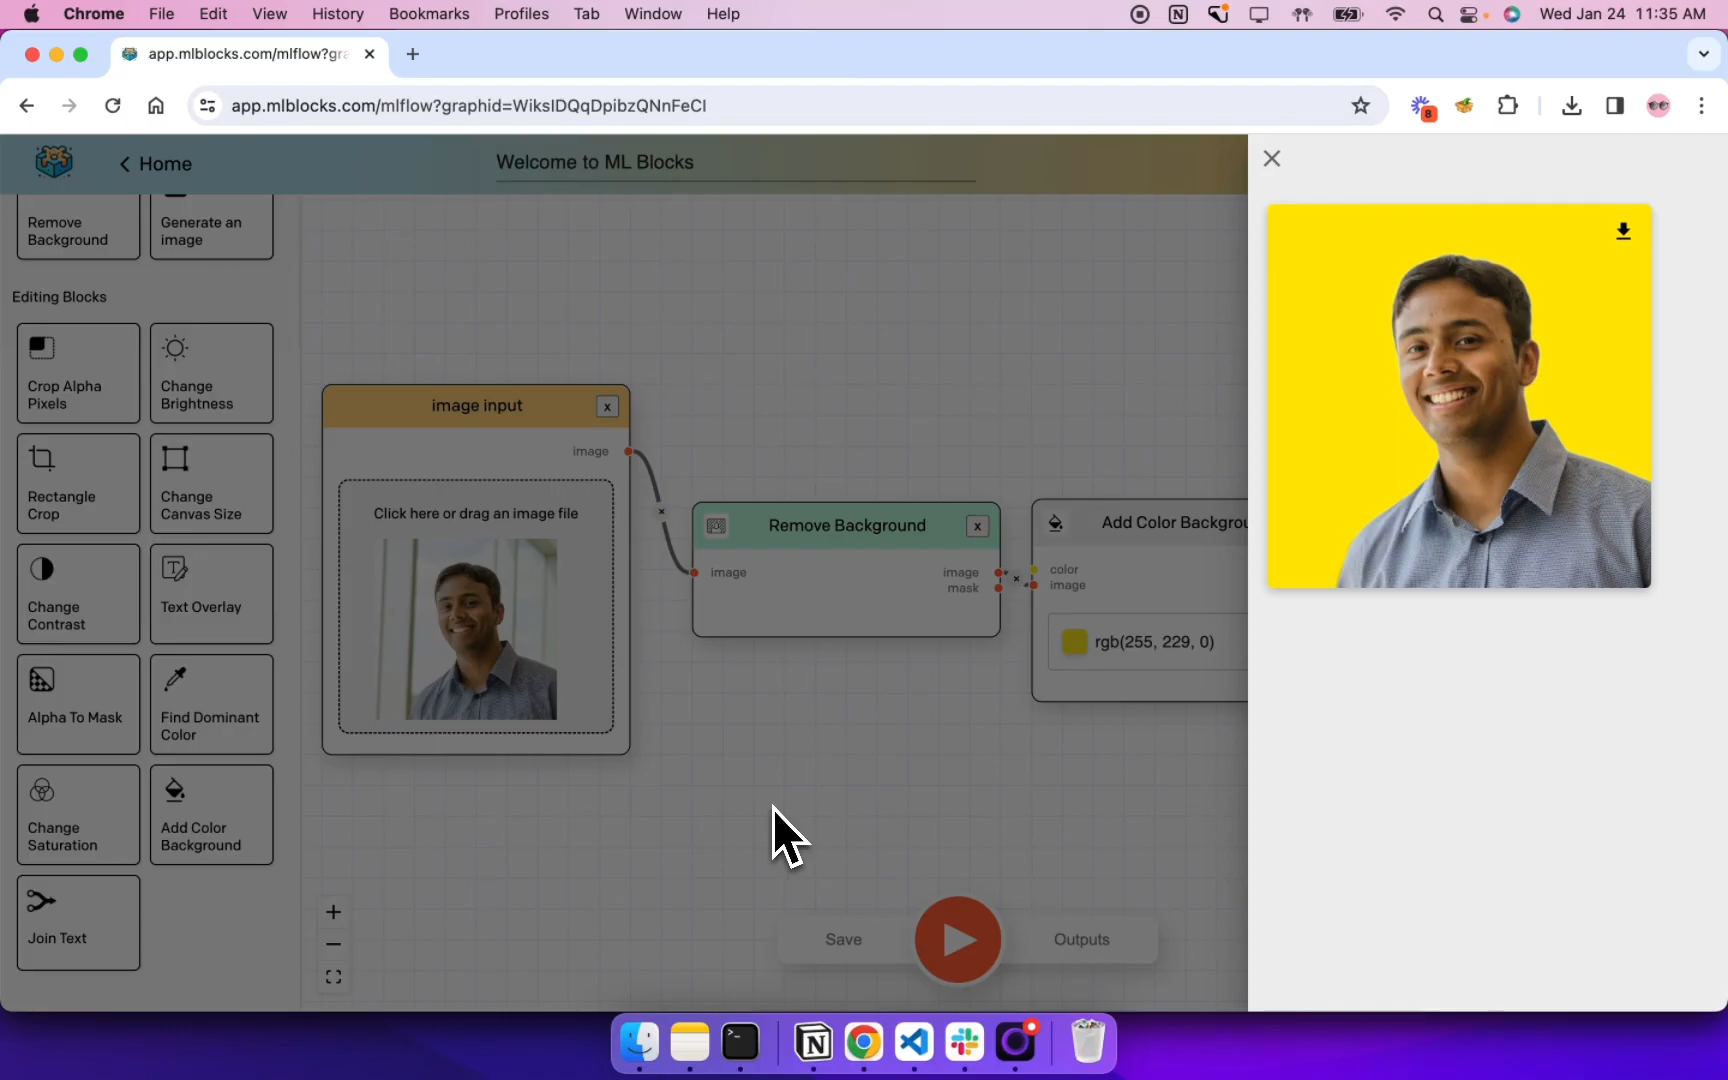 Chrome File Edit View History Bookmarks Profiles Tab Window Help Wed Jan 24 11:35 AM
app.mlblocks.com/mlflow?gra
app.mlblocks.com/mlflow?graphid=WiksIDQqDpibzQNnFeCI
8
Home
Welcome to ML Blocks
Remove
Background
Generate an
image
Editing Blocks
Crop Alpha
Pixels
Change
Brightness
Rectangle
Crop
Change
Canvas Size
Change
Contrast
Text Overlay
Alpha To Mask
Find Dominant
Color
Change
Saturation
Add Color
Background
Join Text
image input
x
image
Click here or drag an image file
Remove Background
x
image
image
mask
Add Color Backgrou
color
image
rgb(255, 229, 0)
Save
Outputs